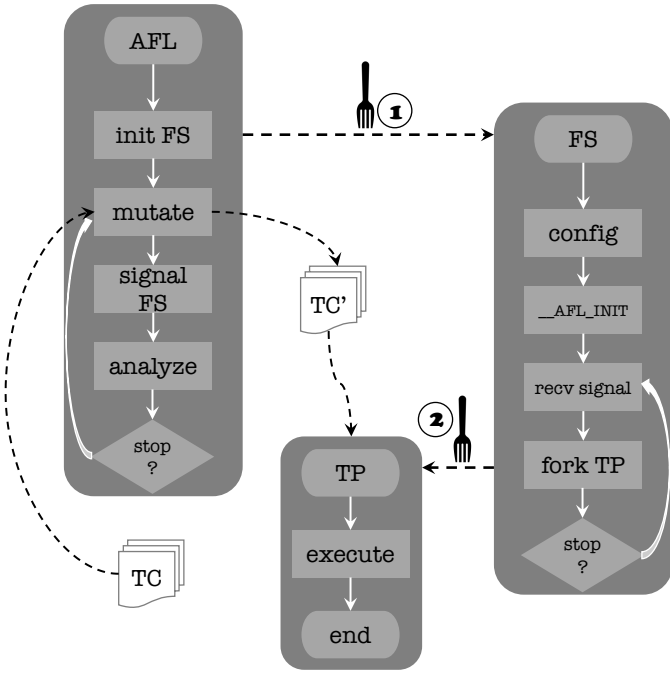 AFL
init FS
mutate
signal
FS
analyze
stop
?
TC
1
TC’
2
TP
execute
end
FS
config
__AFL_INIT
recv signal
fork TP
stop
?